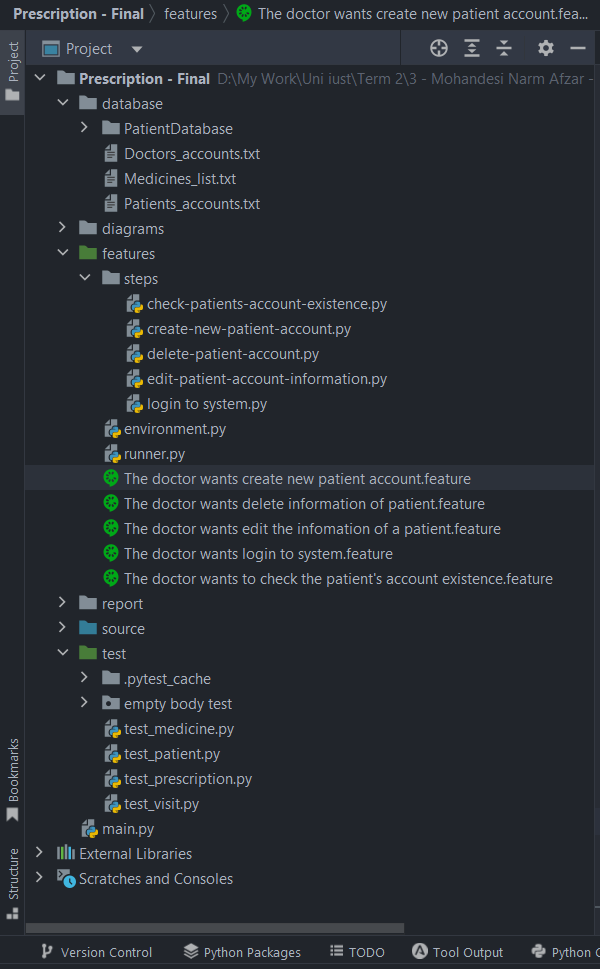 Prescription - Final features The doctor wants create new patient account.fea...
Project
Project
Prescription - Final D:\My Work\Uni iust\Term 2\3 - Mohandesi Narm Afzar -
database
PatientDatabase
Doctors_accounts.txt
Medicines_list.txt
Patients_accounts.txt
diagrams
features
steps
check-patients-account-existence.py
create-new-patient-account.py
delete-patient-account.py
edit-patient-account-information.py
login to system.py
environment.py
runner.py
The doctor wants create new patient account.feature
The doctor wants delete information of patient.feature
The doctor wants edit the infomation of a patient.feature
The doctor wants login to system.feature
The doctor wants to check the patient's account existence.feature
report
source
test
.pytest_cache
empty body test
test_medicine.py
test_patient.py
test_prescription.py
test_visit.py
main.py
External Libraries
Scratches and Consoles
Bookmarks
Structure
Version Control Python Packages TODO Tool Output Python C